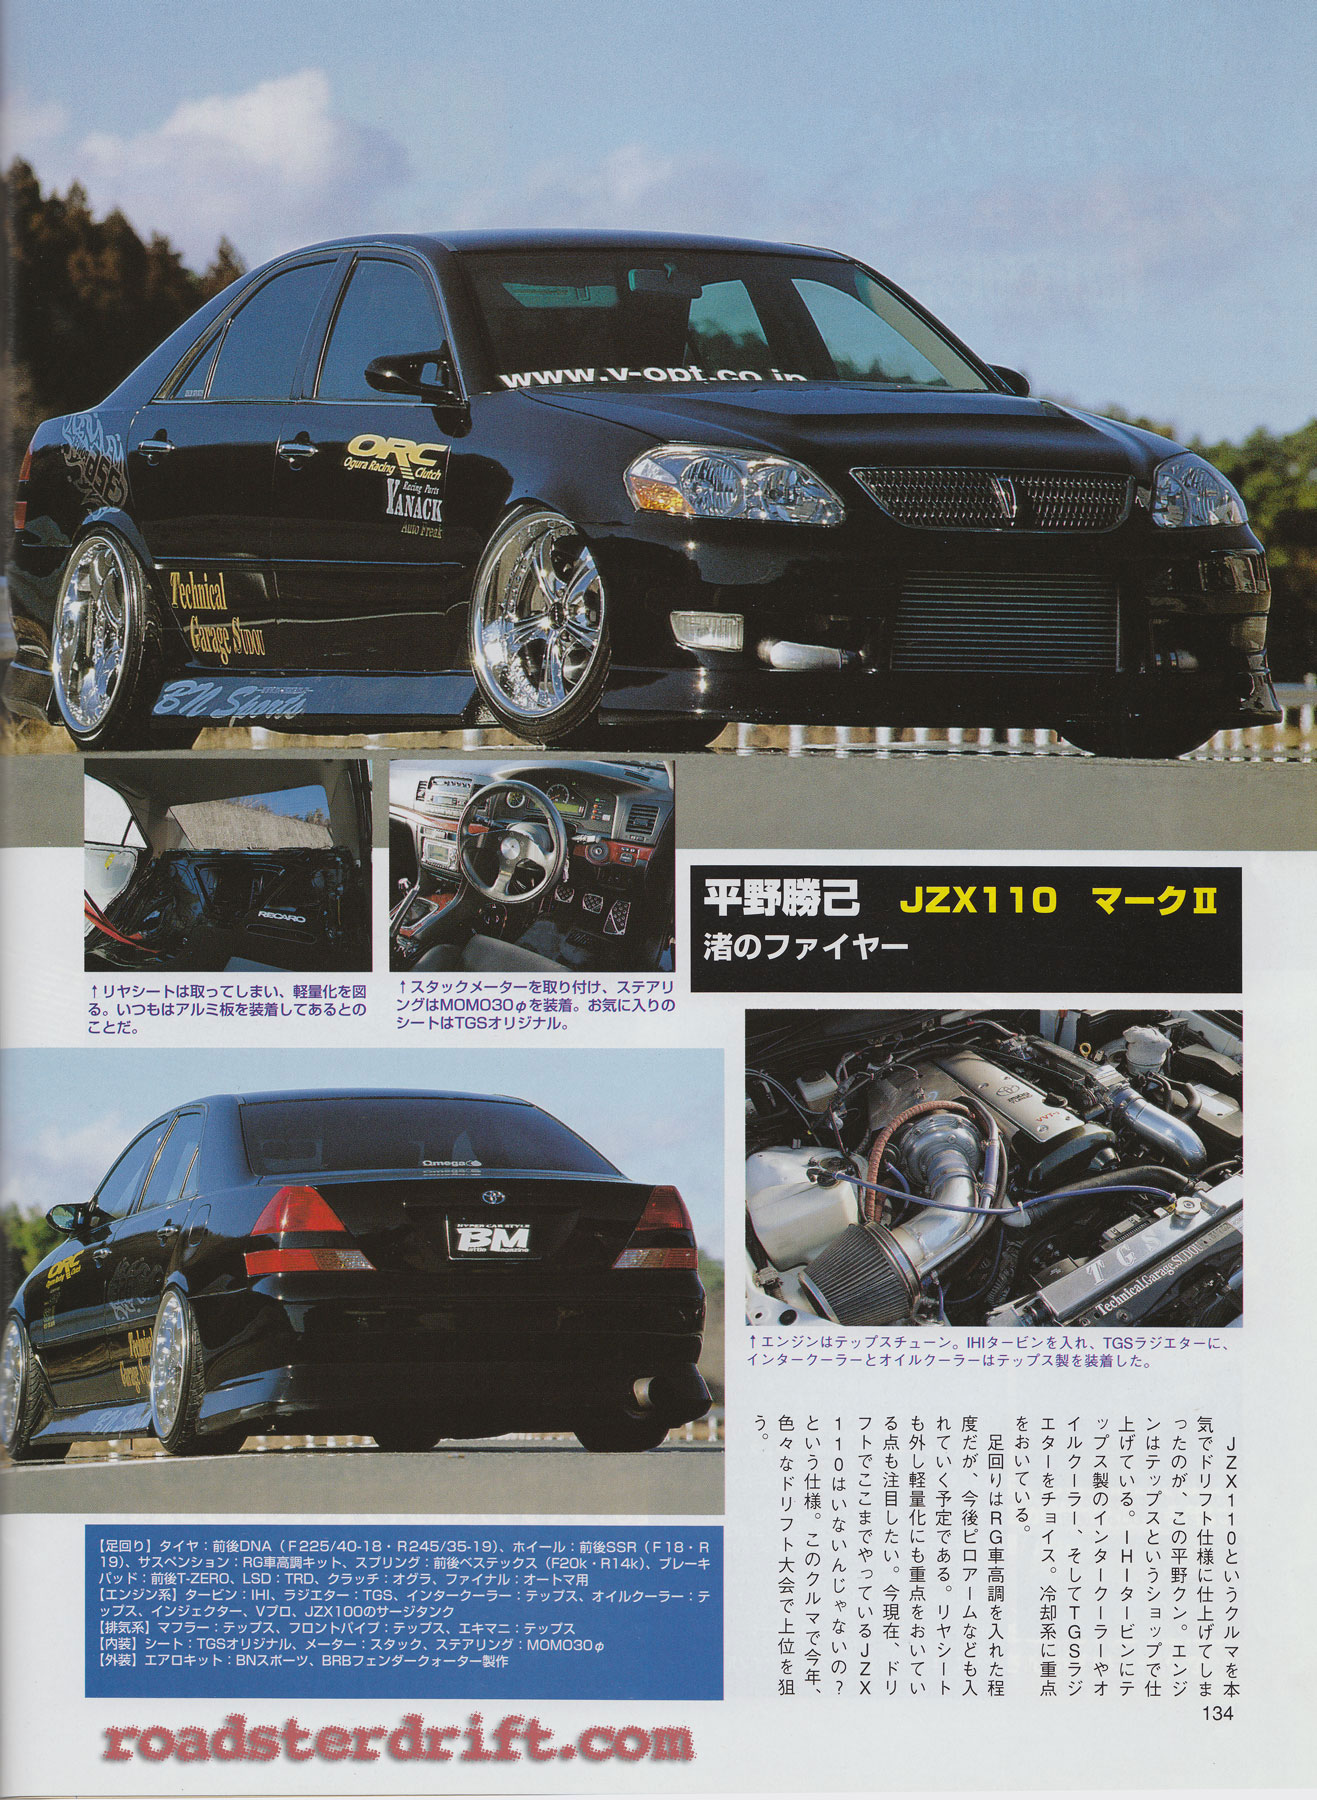 www.v-opt.co.jp
ORC
Ogura Racing Clutch
Racing Parts
YANACK
Auto Freak
Technical
Garage SUDOU
BN Sports
RECARO
↑リヤシートは取ってしまい、軽量化を図
る。いつもはアルミ板を装着してあるとの
ことだ。
↑スタックメーターを取り付け、ステアリ
ングはMOMO30φを装着。お気に入りの
シートはTGSオリジナル。
平野勝己 JZX110 マークⅡ
渚のファイヤー
TOYOTA
VVT-i
TGS
TechnicalGarageSUDOU
↑エンジンはテップスチューン。IHIタービンを入れ、TGSラジエターに、
インタークーラーとオイルクーラーはテップス製を装着した。
Omega
HYPER CAR STYLE
BM
Battle Magazine
ORC
Technical
Garage
BN Sports
JZX110というクルマを本
気でドリフト仕様に仕上げてしま
ったのが、この平野クン。エンジ
ンはテップスというショップで仕
上げている。IHIタービンにテ
ップス製のインタークーラーやオ
イルクーラー、そしてTGSラジ
エターをチョイス。冷却系に重点
をおいている。
足回りはRG車高調を入れた程
度だが、今後ピロアームなども入
れていく予定である。リヤシート
も外し軽量化にも重点をおいてい
る点も注目したい。今現在、ドリ
フトでここまでやっているJZX
110はいないんじゃないの？
という仕様。このクルマで今年、
色々なドリフト大会で上位を狙
う。
【足回り】タイヤ：前後DNA（F225/40-18・R245/35-19）、ホイール：前後SSR（F18・R
19）、サスペンション：RG車高調キット、スプリング：前後ベステックス（F20k・R14k）、ブレーキ
パッド：前後T-ZERO、LSD：TRD、クラッチ：オグラ、ファイナル：オートマ用
【エンジン系】タービン：IHI、ラジエター：TGS、インタークーラー：テップス、オイルクーラー：テ
ップス、インジェクター、Vプロ、JZX100のサージタンク
【排気系】マフラー：テップス、フロントパイプ：テップス、エキマニ：テップス
【内装】シート：TGSオリジナル、メーター：スタック、ステアリング：MOMO30φ
【外装】エアロキット：BNスポーツ、BRBフェンダークォーター製作
134
roadsterdrift.com